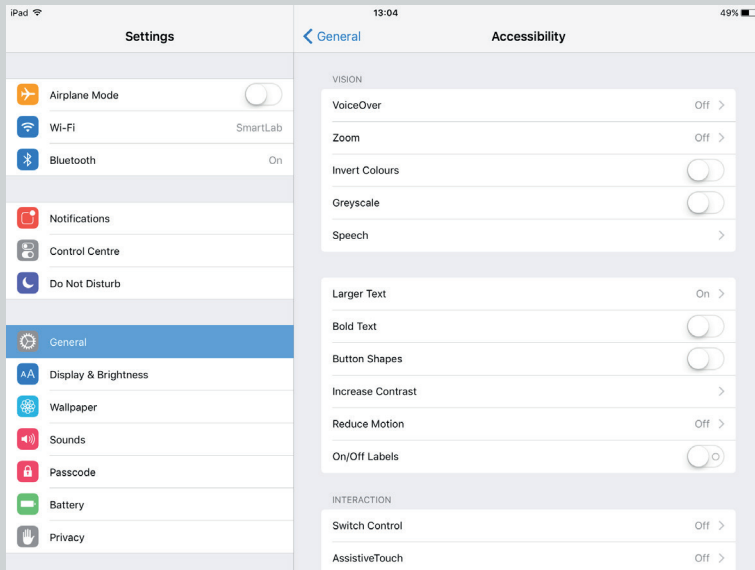 iPad 13:04 49%
Settings
General Accessibility
Airplane Mode
Wi-Fi SmartLab
Bluetooth On
Notifications
Control Centre
Do Not Disturb
General
AA Display & Brightness
Wallpaper
Sounds
Passcode
Battery
Privacy
VISION
VoiceOver Off
Zoom Off
Invert Colours
Greyscale
Speech
Larger Text On
Bold Text
Button Shapes
Increase Contrast
Reduce Motion Off
On/Off Labels
INTERACTION
Switch Control Off
AssistiveTouch Off